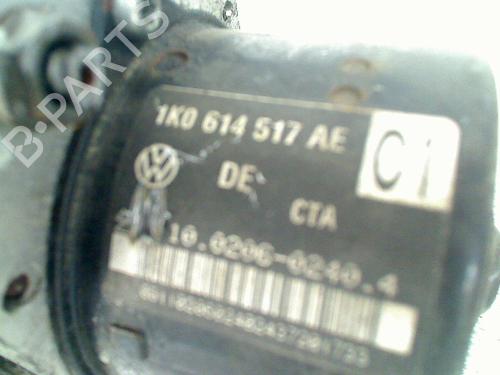 B-PARTS
1K0 614 517 AE
C1
DE
CTA
10.0206-0240.4